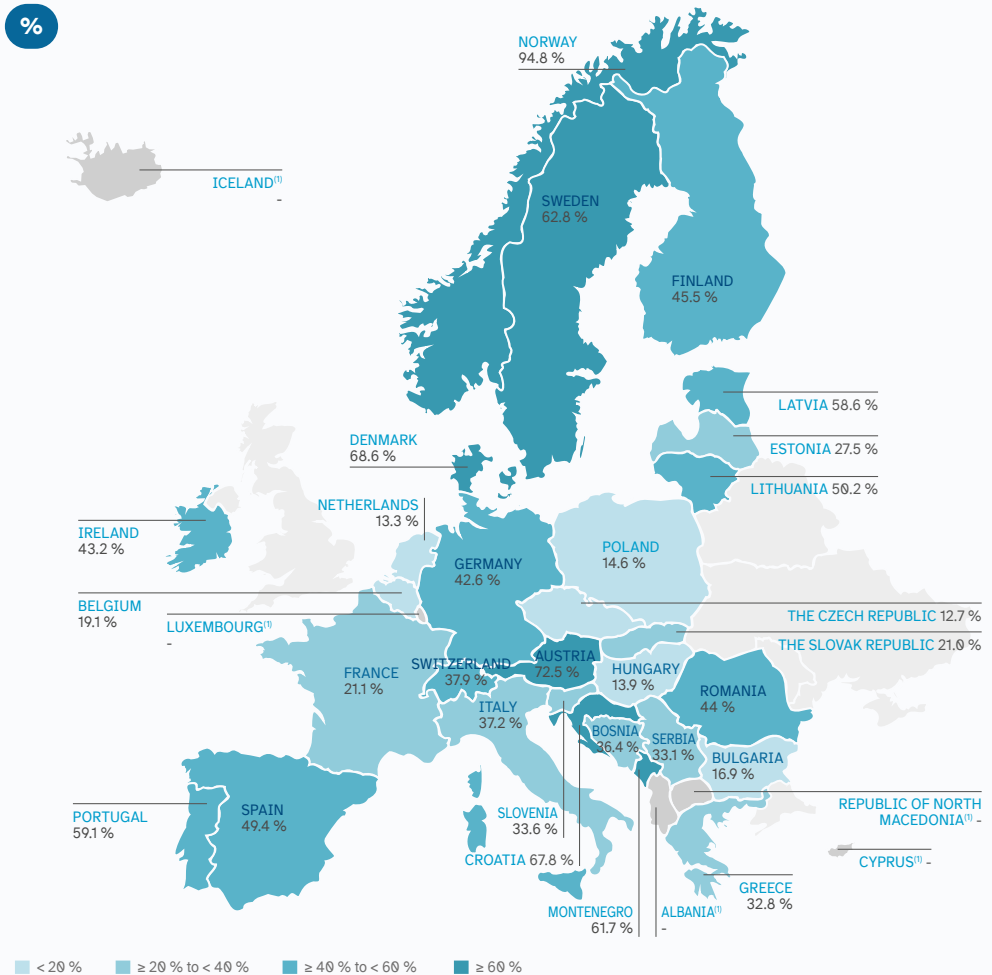 %
NORWAY
94.8 %
ICELAND(1)
-
SWEDEN
62.8 %
FINLAND
45.5 %
LATVIA 58.6 %
DENMARK
68.6 %
ESTONIA 27.5 %
LITHUANIA 50.2 %
NETHERLANDS
13.3 %
IRELAND
43.2 %
GERMANY
42.6 %
POLAND
14.6 %
BELGIUM
19.1 %
LUXEMBOURG(1)
-
THE CZECH REPUBLIC 12.7 %
THE SLOVAK REPUBLIC 21.0 %
FRANCE
21.1 %
SWITZERLAND
37.9 %
AUSTRIA
72.5 %
HUNGARY
13.9 %
ROMANIA
44 %
ITALY
37.2 %
BOSNIA
36.4 %
SERBIA
33.1 %
BULGARIA
16.9 %
PORTUGAL
59.1 %
SPAIN
49.4 %
SLOVENIA
33.6 %
REPUBLIC OF NORTH
MACEDONIA(1) -
CROATIA 67.8 %
CYPRUS(1) -
GREECE
32.8 %
MONTENEGRO
61.7 %
ALBANIA(1)
-
< 20 %
≥ 20 % to < 40 %
≥ 40 % to < 60 %
≥ 60 %